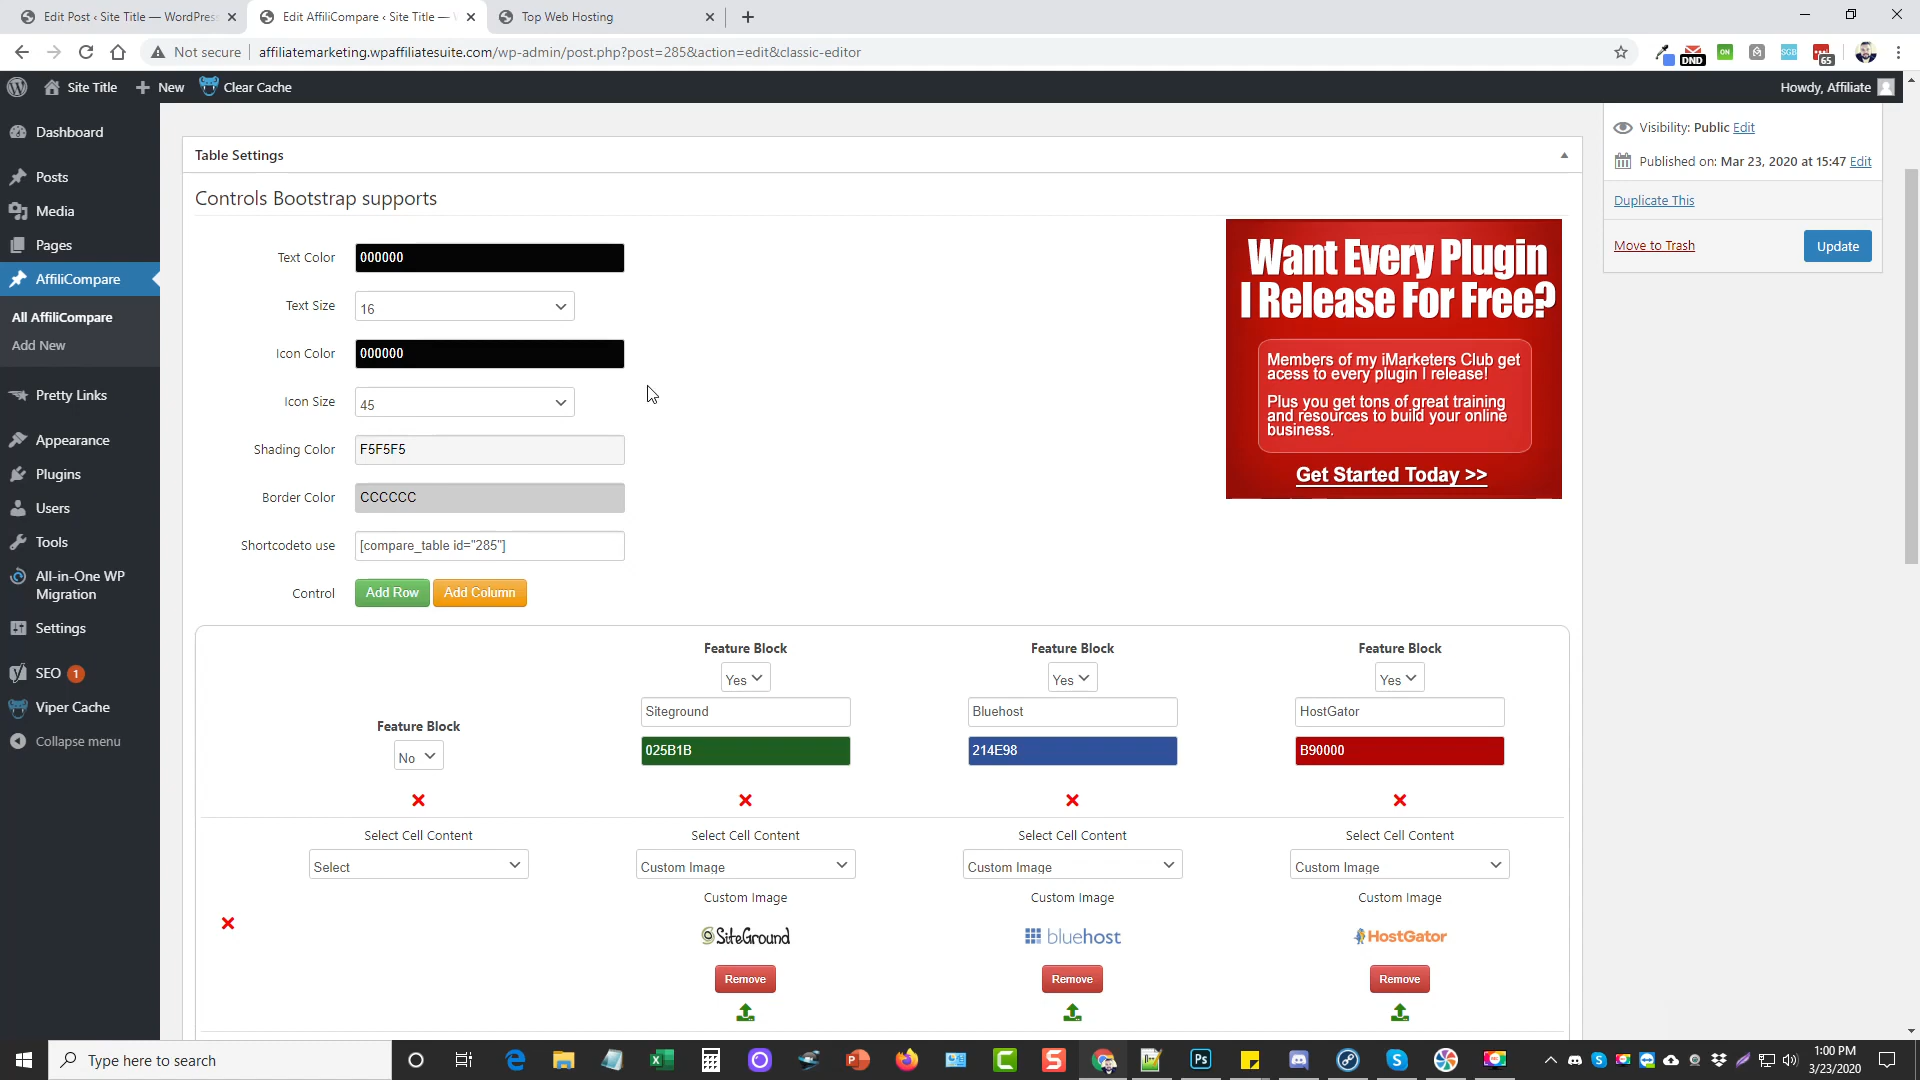 Edit Post ‹ Site Title — WordPress
Edit AffiliCompare ‹ Site Title —
Top Web Hosting
Not secure
affiliatemarketing.wpaffiliatesuite.com/wp-admin/post.php?post=285&action=edit&classic-editor
DND
ON
SGB
65
Site Title
New
Clear Cache
Howdy, Affiliate
Dashboard
Posts
Media
Pages
AffiliCompare
All AffiliCompare
Add New
Pretty Links
Appearance
Plugins
Users
Tools
All-in-One WP
Migration
Settings
SEO 1
Viper Cache
Collapse menu
Table Settings
Controls Bootstrap supports
Text Color 000000
Text Size 16
Icon Color 000000
Icon Size 45
Shading Color F5F5F5
Border Color CCCCCC
Shortcodeto use [compare_table id="285"]
Control Add Row Add Column
Want Every Plugin
I Release For Free?
Members of my iMarketers Club get
acess to every plugin I release!
Plus you get tons of great training
and resources to build your online
business.
Get Started Today >>
Visibility: Public Edit
Published on: Mar 23, 2020 at 15:47 Edit
Duplicate This
Move to Trash
Update
Feature Block Feature Block Feature Block
Yes Yes Yes
Siteground Bluehost HostGator
Feature Block
025B1B 214E98 B90000
No
Select Cell Content Select Cell Content Select Cell Content Select Cell Content
Select Custom Image Custom Image Custom Image
Custom Image Custom Image Custom Image
SiteGround bluehost HostGator
Remove Remove Remove
Type here to search
1:00 PM
3/23/2020